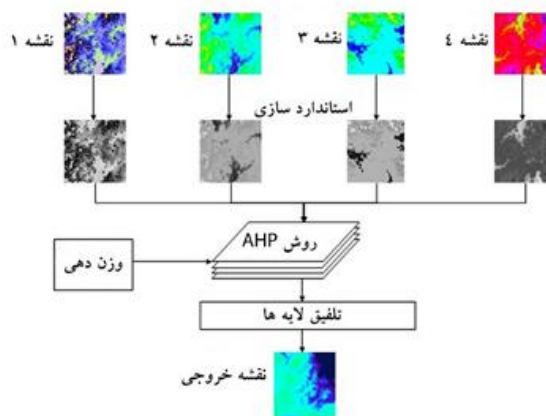 نقشه ۱
نقشه ۲
نقشه ۳
نقشه ٤
استاندارد سازی
روش AHP
وزن دهی
تلفیق لایه ها
نقشه خروجی